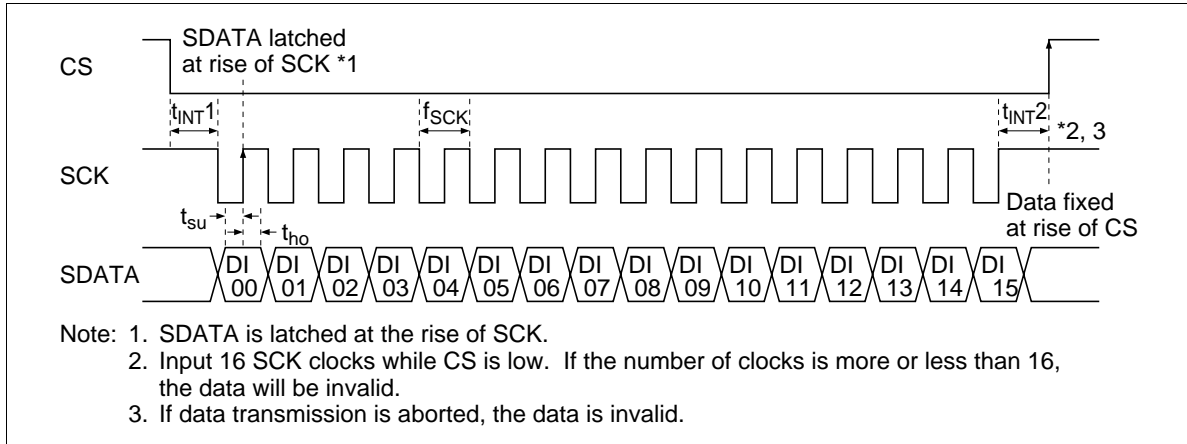 SDATA latched
at rise of SCK *1
CS
tINT1
fSCK
tINT2
*2, 3
SCK
Data fixed
at rise of CS
tsu
tho
SDATA
DI 00
DI 01
DI 02
DI 03
DI 04
DI 05
DI 06
DI 07
DI 08
DI 09
DI 10
DI 11
DI 12
DI 13
DI 14
DI 15
Note: 1. SDATA is latched at the rise of SCK.
2. Input 16 SCK clocks while CS is low. If the number of clocks is more or less than 16,
the data will be invalid.
3. If data transmission is aborted, the data is invalid.